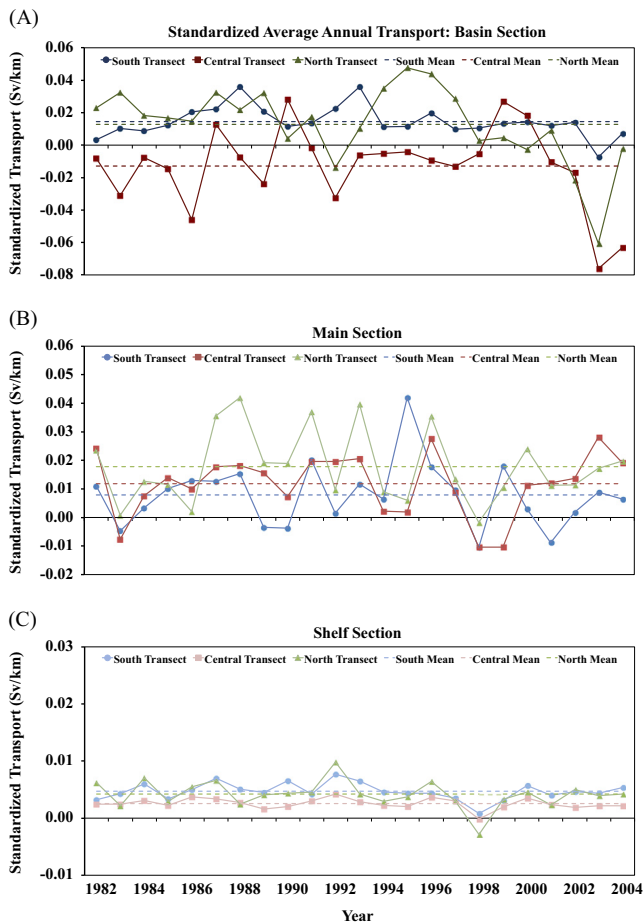 (A)
Standardized Average Annual Transport: Basin Section
Standardized Transport (Sv/km)
0.06
South Transect Central Transect North Transect South Mean Central Mean North Mean
0.04
0.02
0.00
-0.02
-0.04
-0.06
-0.08
(B)
Main Section
Standardized Transport (Sv/km)
0.06
South Transect Central Transect North Transect South Mean Central Mean North Mean
0.05
0.04
0.03
0.02
0.01
0.00
-0.01
-0.02
(C)
Shelf Section
Standardized Transport (Sv/km)
0.03
South Transect Central Transect North Transect South Mean Central Mean North Mean
0.02
0.01
0.00
-0.01
1982 1984 1986 1988 1990 1992 1994 1996 1998 2000 2002 2004
Year